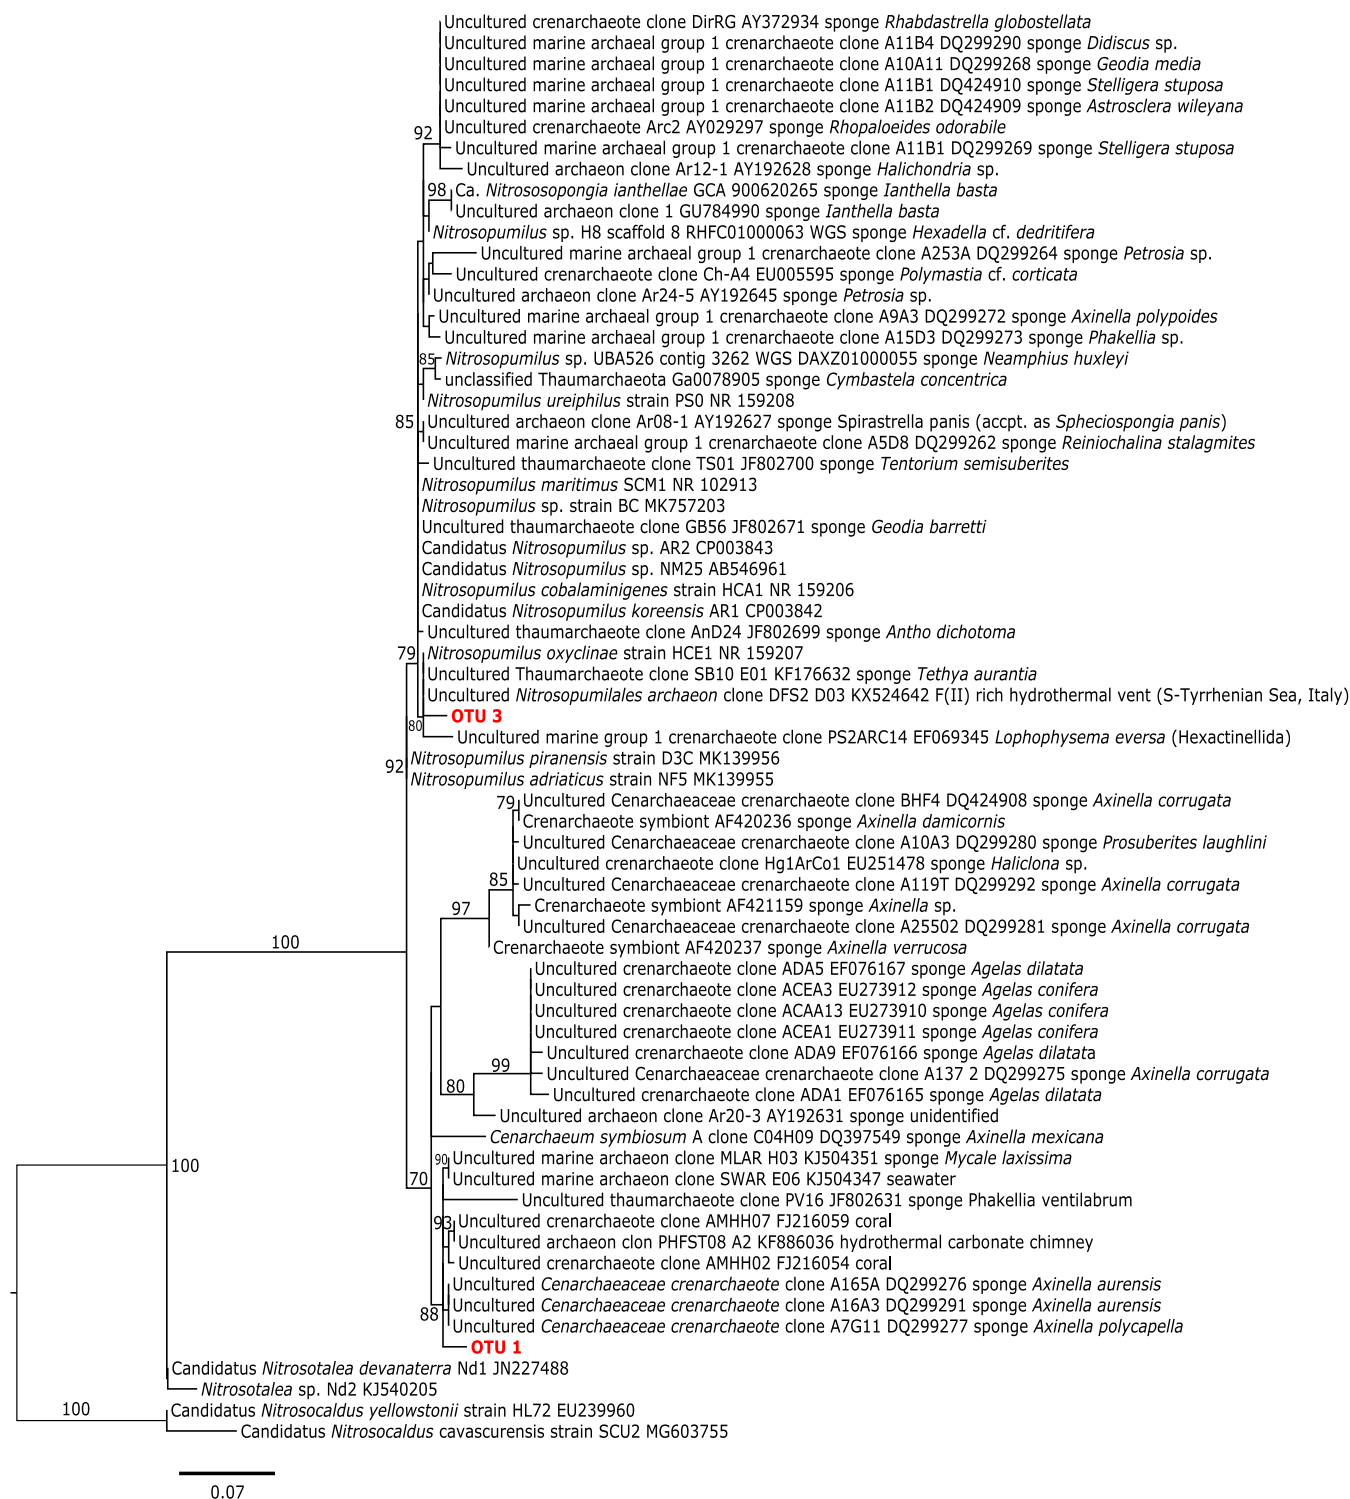 Uncultured crenarchaeote clone DirRG AY372934 sponge Rhabdastrella globostellata
Uncultured marine archaeal group 1 crenarchaeote clone A11B4 DQ299290 sponge Didiscus sp.
Uncultured marine archaeal group 1 crenarchaeote clone A10A11 DQ299268 sponge Geodia media
Uncultured marine archaeal group 1 crenarchaeote clone A11B1 DQ424910 sponge Stelligera stuposa
Uncultured marine archaeal group 1 crenarchaeote clone A11B2 DQ424909 sponge Astrosclera wileyana
Uncultured crenarchaeote Arc2 AY029297 sponge Rhopaloeides odorabile
92
Uncultured marine archaeal group 1 crenarchaeote clone A11B1 DQ299269 sponge Stelligera stuposa
Uncultured archaeon clone Ar12-1 AY192628 sponge Halichondria sp.
98 Ca. Nitrososopongia ianthellae GCA 900620265 sponge Ianthella basta
Uncultured archaeon clone 1 GU784990 sponge Ianthella basta
Nitrosopumilus sp. H8 scaffold 8 RHFC01000063 WGS sponge Hexadella cf. dedritifera
Uncultured marine archaeal group 1 crenarchaeote clone A253A DQ299264 sponge Petrosia sp.
Uncultured crenarchaeote clone Ch-A4 EU005595 sponge Polymastia cf. corticata
Uncultured archaeon clone Ar24-5 AY192645 sponge Petrosia sp.
Uncultured marine archaeal group 1 crenarchaeote clone A9A3 DQ299272 sponge Axinella polypoides
Uncultured marine archaeal group 1 crenarchaeote clone A15D3 DQ299273 sponge Phakellia sp.
85 Nitrosopumilus sp. UBA526 contig 3262 WGS DAXZ01000055 sponge Neamphius huxleyi
unclassified Thaumarchaeota Ga0078905 sponge Cymbastela concentrica
Nitrosopumilus ureiphilus strain PS0 NR 159208
85 Uncultured archaeon clone Ar08-1 AY192627 sponge Spirastrella panis (accpt. as Spheciospongia panis)
Uncultured marine archaeal group 1 crenarchaeote clone A5D8 DQ299262 sponge Reiniochalina stalagmites
Uncultured thaumarchaeote clone TS01 JF802700 sponge Tentorium semisuberites
Nitrosopumilus maritimus SCM1 NR 102913
Nitrosopumilus sp. strain BC MK757203
Uncultured thaumarchaeote clone GB56 JF802671 sponge Geodia barretti
Candidatus Nitrosopumilus sp. AR2 CP003843
Candidatus Nitrosopumilus sp. NM25 AB546961
Nitrosopumilus cobalaminigenes strain HCA1 NR 159206
Candidatus Nitrosopumilus koreensis AR1 CP003842
Uncultured thaumarchaeote clone AnD24 JF802699 sponge Antho dichotoma
79 Nitrosopumilus oxyclinae strain HCE1 NR 159207
Uncultured Thaumarchaeote clone SB10 E01 KF176632 sponge Tethya aurantia
Uncultured Nitrosopumilales archaeon clone DFS2 D03 KX524642 F(II) rich hydrothermal vent (S-Tyrrhenian Sea, Italy)
OTU 3
80
Uncultured marine group 1 crenarchaeote clone PS2ARC14 EF069345 Lophophysema eversa (Hexactinellida)
Nitrosopumilus piranensis strain D3C MK139956
92
Nitrosopumilus adriaticus strain NF5 MK139955
79 Uncultured Cenarchaeaceae crenarchaeote clone BHF4 DQ424908 sponge Axinella corrugata
Crenarchaeote symbiont AF420236 sponge Axinella damicornis
Uncultured Cenarchaeaceae crenarchaeote clone A10A3 DQ299280 sponge Prosuberites laughlini
Uncultured crenarchaeote clone Hg1ArCo1 EU251478 sponge Haliclona sp.
85 Uncultured Cenarchaeaceae crenarchaeote clone A119T DQ299292 sponge Axinella corrugata
97 Crenarchaeote symbiont AF421159 sponge Axinella sp.
Uncultured Cenarchaeaceae crenarchaeote clone A25502 DQ299281 sponge Axinella corrugata
100 Crenarchaeote symbiont AF420237 sponge Axinella verrucosa
Uncultured crenarchaeote clone ADA5 EF076167 sponge Agelas dilatata
Uncultured crenarchaeote clone ACEA3 EU273912 sponge Agelas conifera
Uncultured crenarchaeote clone ACAA13 EU273910 sponge Agelas conifera
Uncultured crenarchaeote clone ACEA1 EU273911 sponge Agelas conifera
Uncultured crenarchaeote clone ADA9 EF076166 sponge Agelas dilatata
99 Uncultured Cenarchaeaceae crenarchaeote clone A137 2 DQ299275 sponge Axinella corrugata
80 Uncultured crenarchaeote clone ADA1 EF076165 sponge Agelas dilatata
Uncultured archaeon clone Ar20-3 AY192631 sponge unidentified
Cenarchaeum symbiosum A clone C04H09 DQ397549 sponge Axinella mexicana
90 Uncultured marine archaeon clone MLAR H03 KJ504351 sponge Mycale laxissima
100
70 Uncultured marine archaeon clone SWAR E06 KJ504347 seawater
Uncultured thaumarchaeote clone PV16 JF802631 sponge Phakellia ventilabrum
93 Uncultured crenarchaeote clone AMHH07 FJ216059 coral
Uncultured archaeon clon PHFST08 A2 KF886036 hydrothermal carbonate chimney
Uncultured crenarchaeote clone AMHH02 FJ216054 coral
Uncultured Cenarchaeaceae crenarchaeote clone A165A DQ299276 sponge Axinella aurensis
Uncultured Cenarchaeaceae crenarchaeote clone A16A3 DQ299291 sponge Axinella aurensis
88
Uncultured Cenarchaeaceae crenarchaeote clone A7G11 DQ299277 sponge Axinella polycapella
OTU 1
Candidatus Nitrosotalea devanaterra Nd1 JN227488
Nitrosotalea sp. Nd2 KJ540205
100 Candidatus Nitrosocaldus yellowstonii strain HL72 EU239960
Candidatus Nitrosocaldus cavascurensis strain SCU2 MG603755
0.07